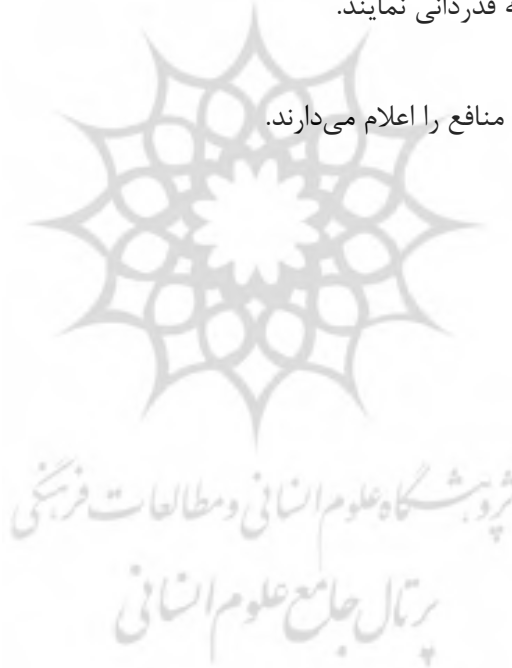 قدردانی نمایند.
منافع را اعلام می‌دارند.
پژوهشگاه علوم انسانی و مطالعات فرهنگی
پرتال جامع علوم انسانی